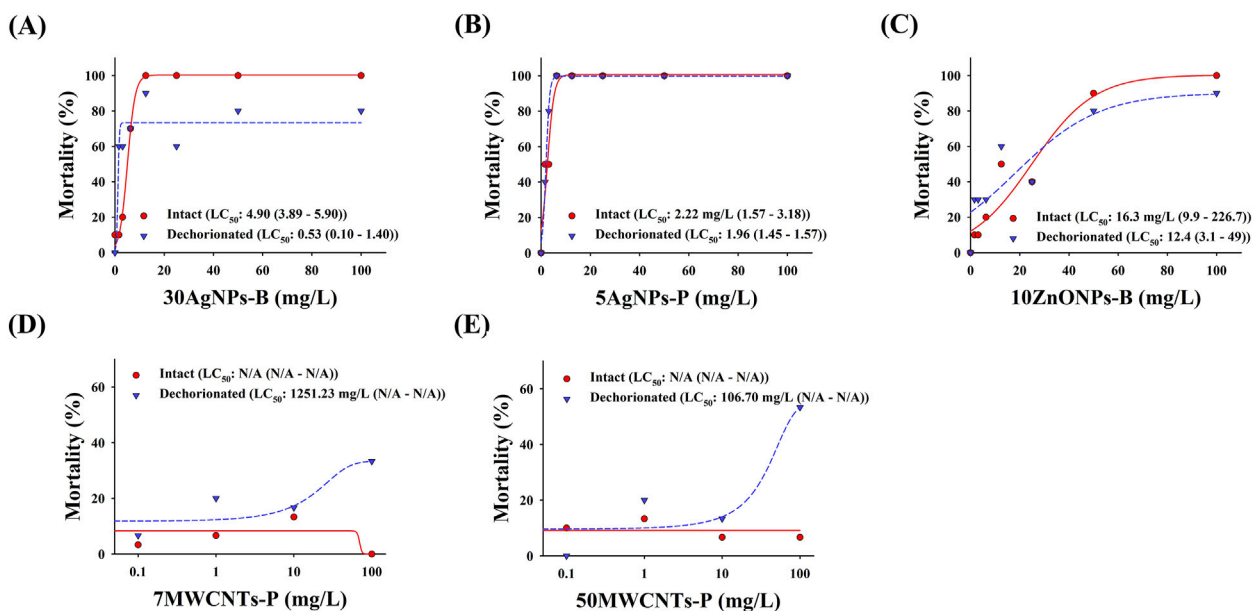 (A)
Mortality (%)
100
80
60
40
20
0
Intact (LC50: 4.90 (3.89 - 5.90))
Dechorionated (LC50: 0.53 (0.10 - 1.40))
0 20 40 60 80 100
30AgNPs-B (mg/L)
(B)
Mortality (%)
100
80
60
40
20
0
Intact (LC50: 2.22 mg/L (1.57 - 3.18))
Dechorionated (LC50: 1.96 (1.45 - 1.57))
0 20 40 60 80 100
5AgNPs-P (mg/L)
(C)
Mortality (%)
100
80
60
40
20
0
Intact (LC50: 16.3 mg/L (9.9 - 226.7))
Dechorionated (LC50: 12.4 (3.1 - 49))
0 20 40 60 80 100
10ZnONPs-B (mg/L)
(D)
Mortality (%)
60
40
20
0
Intact (LC50: N/A (N/A - N/A))
Dechorionated (LC50: 1251.23 mg/L (N/A - N/A))
0.1 1 10 100
7MWCNTs-P (mg/L)
(E)
Mortality (%)
60
40
20
0
Intact (LC50: N/A (N/A - N/A))
Dechorionated (LC50: 106.70 mg/L (N/A - N/A))
0.1 1 10 100
50MWCNTs-P (mg/L)